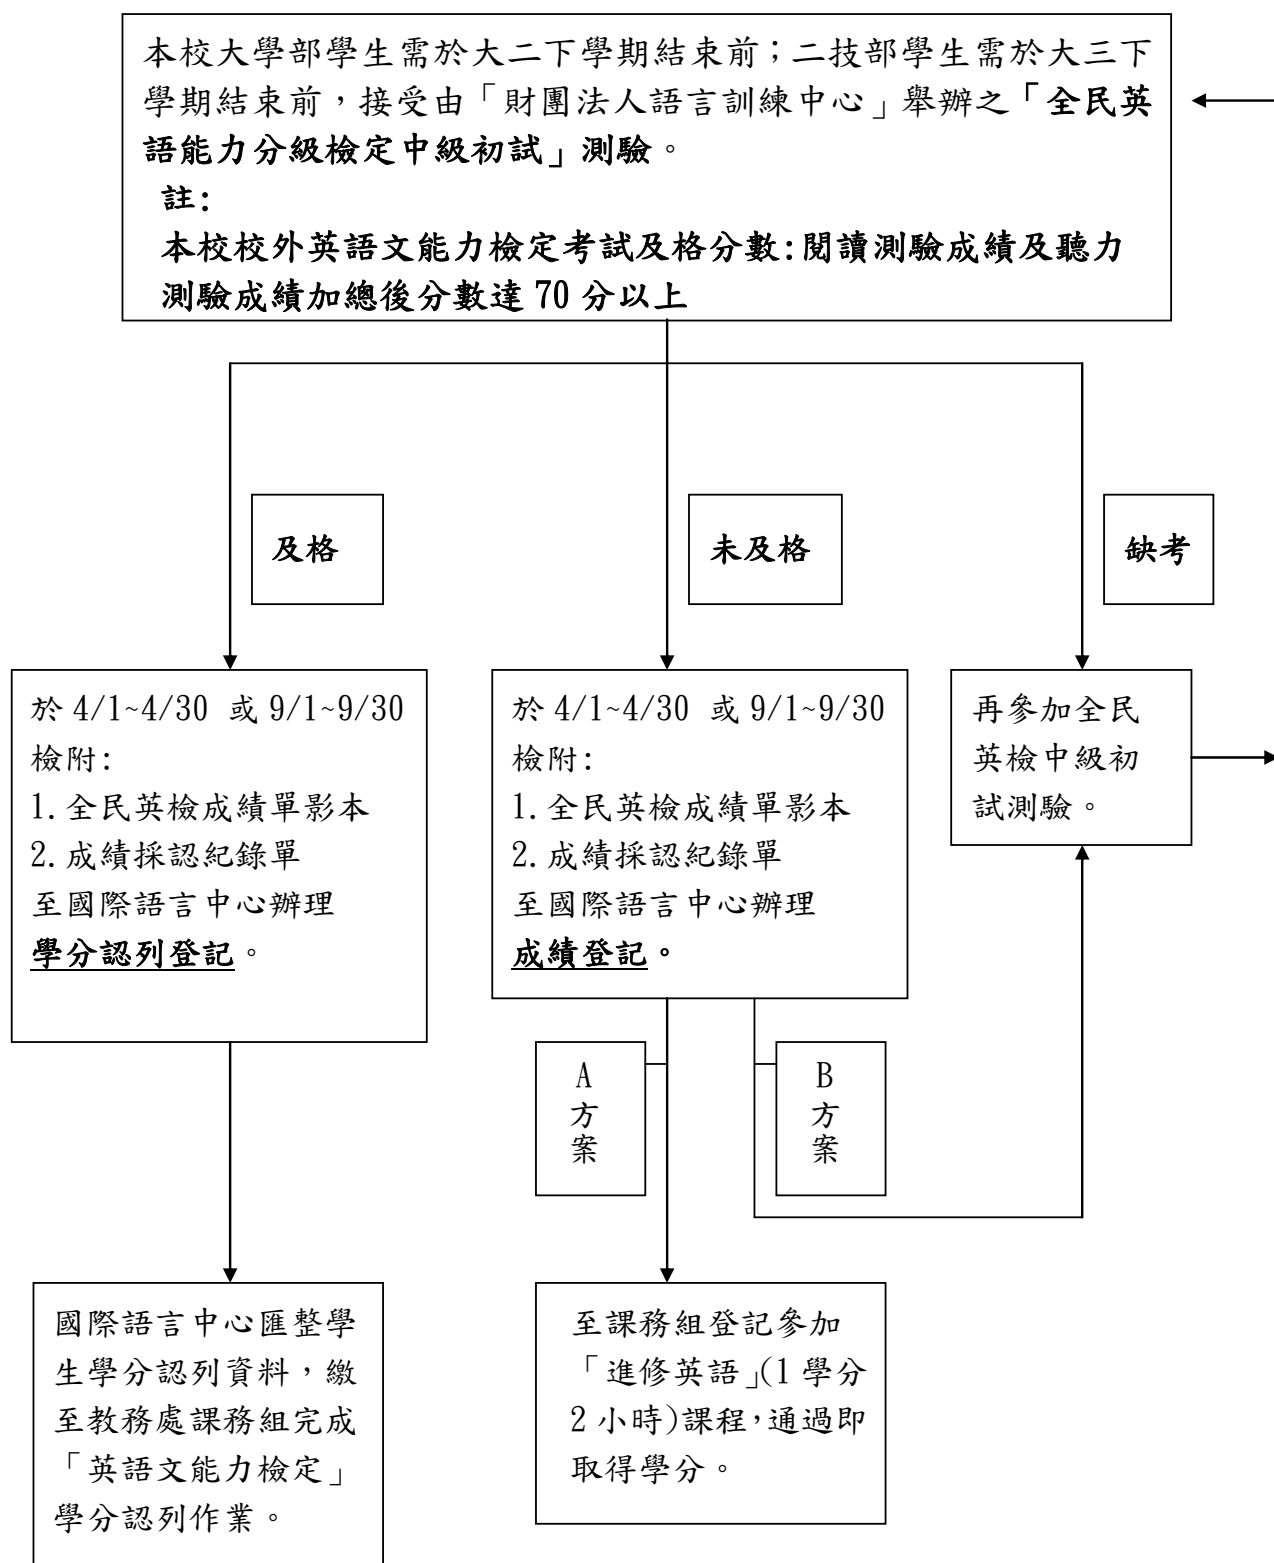 本校大學部學生需於大二下學期結束前；二技部學生需於大三下
學期結束前，接受由「財團法人語言訓練中心」舉辦之「全民英
語能力分級檢定中級初試」測驗。
註:
本校校外英語文能力檢定考試及格分數:閱讀測驗成績及聽力
測驗成績加總後分數達 70 分以上
及格
未及格
缺考
於 4/1~4/30 或 9/1~9/30
檢附:
1.全民英檢成績單影本
2.成績採認紀錄單
至國際語言中心辦理
學分認列登記。
於 4/1~4/30 或 9/1~9/30
檢附:
1.全民英檢成績單影本
2.成績採認紀錄單
至國際語言中心辦理
成績登記。
再參加全民
英檢中級初
試測驗。
A
方
案
B
方
案
國際語言中心匯整學
生學分認列資料，繳
至教務處課務組完成
「英語文能力檢定」
學分認列作業。
至課務組登記參加
「進修英語」(1 學分
2 小時)課程，通過即
取得學分。